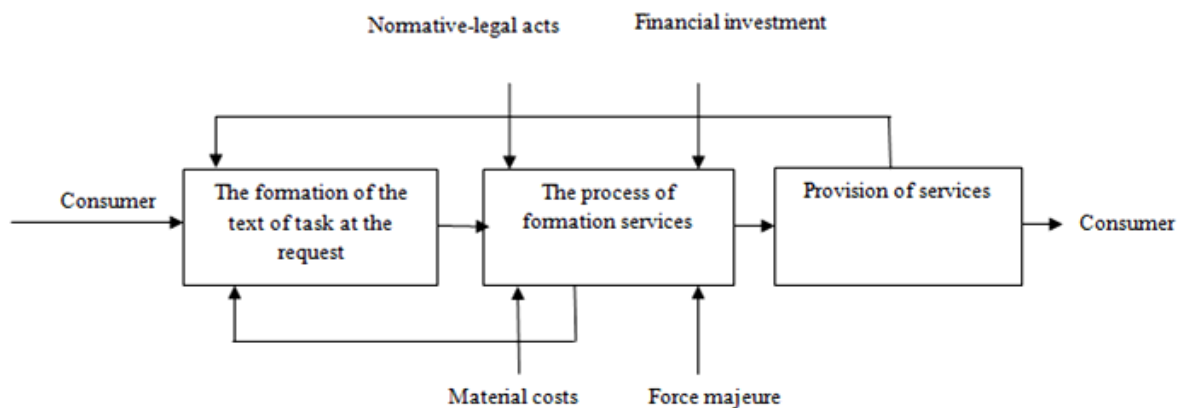 Normative-legal acts
Financial investment
Consumer
The formation of the
text of task at the
request
The process of
formation services
Provision of services
Consumer
Material costs
Force majeure